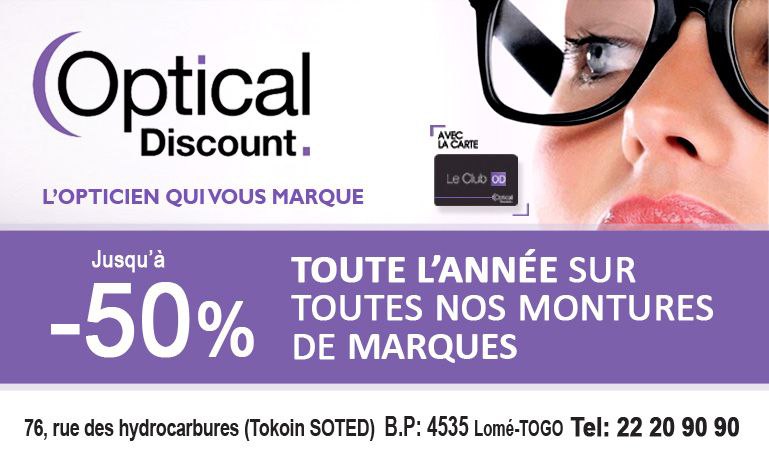 Optical
Discount.
L'OPTICIEN QUI VOUS MARQUE
AVEC
LA CARTE
Le Club OD
Optical
Discount
Jusqu'à
-50%
TOUTE L'ANNÉE SUR
TOUTES NOS MONTURES
DE MARQUES
76, rue des hydrocarbures (Tokoin SOTED) B.P: 4535 Lomé-TOGO Tel: 22 20 90 90